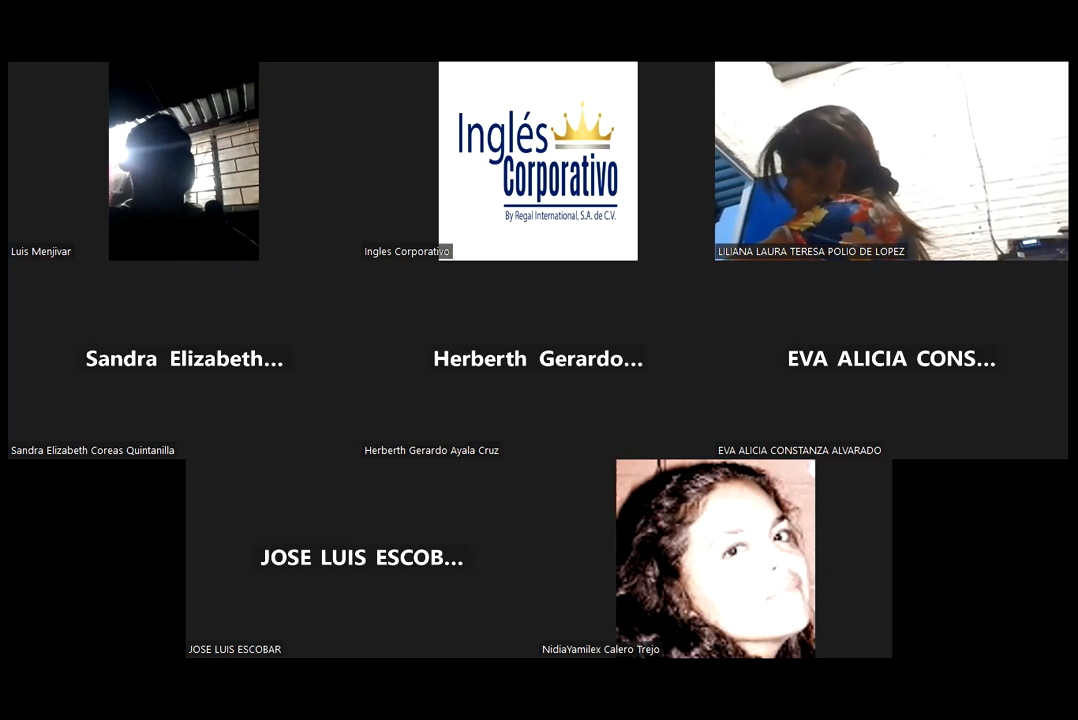 Inglés
Corporativo
By Regal International, S.A. de C.V.
Luis Menjivar
Ingles Corporativo
LILIANA LAURA TERESA POLIO DE LOPEZ
Sandra Elizabeth...
Herberth Gerardo...
EVA ALICIA CONS...
Sandra Elizabeth Coreas Quintanilla
Herberth Gerardo Ayala Cruz
EVA ALICIA CONSTANZA ALVARADO
JOSE LUIS ESCOB...
JOSE LUIS ESCOBAR
NidiaYamilex Calero Trejo